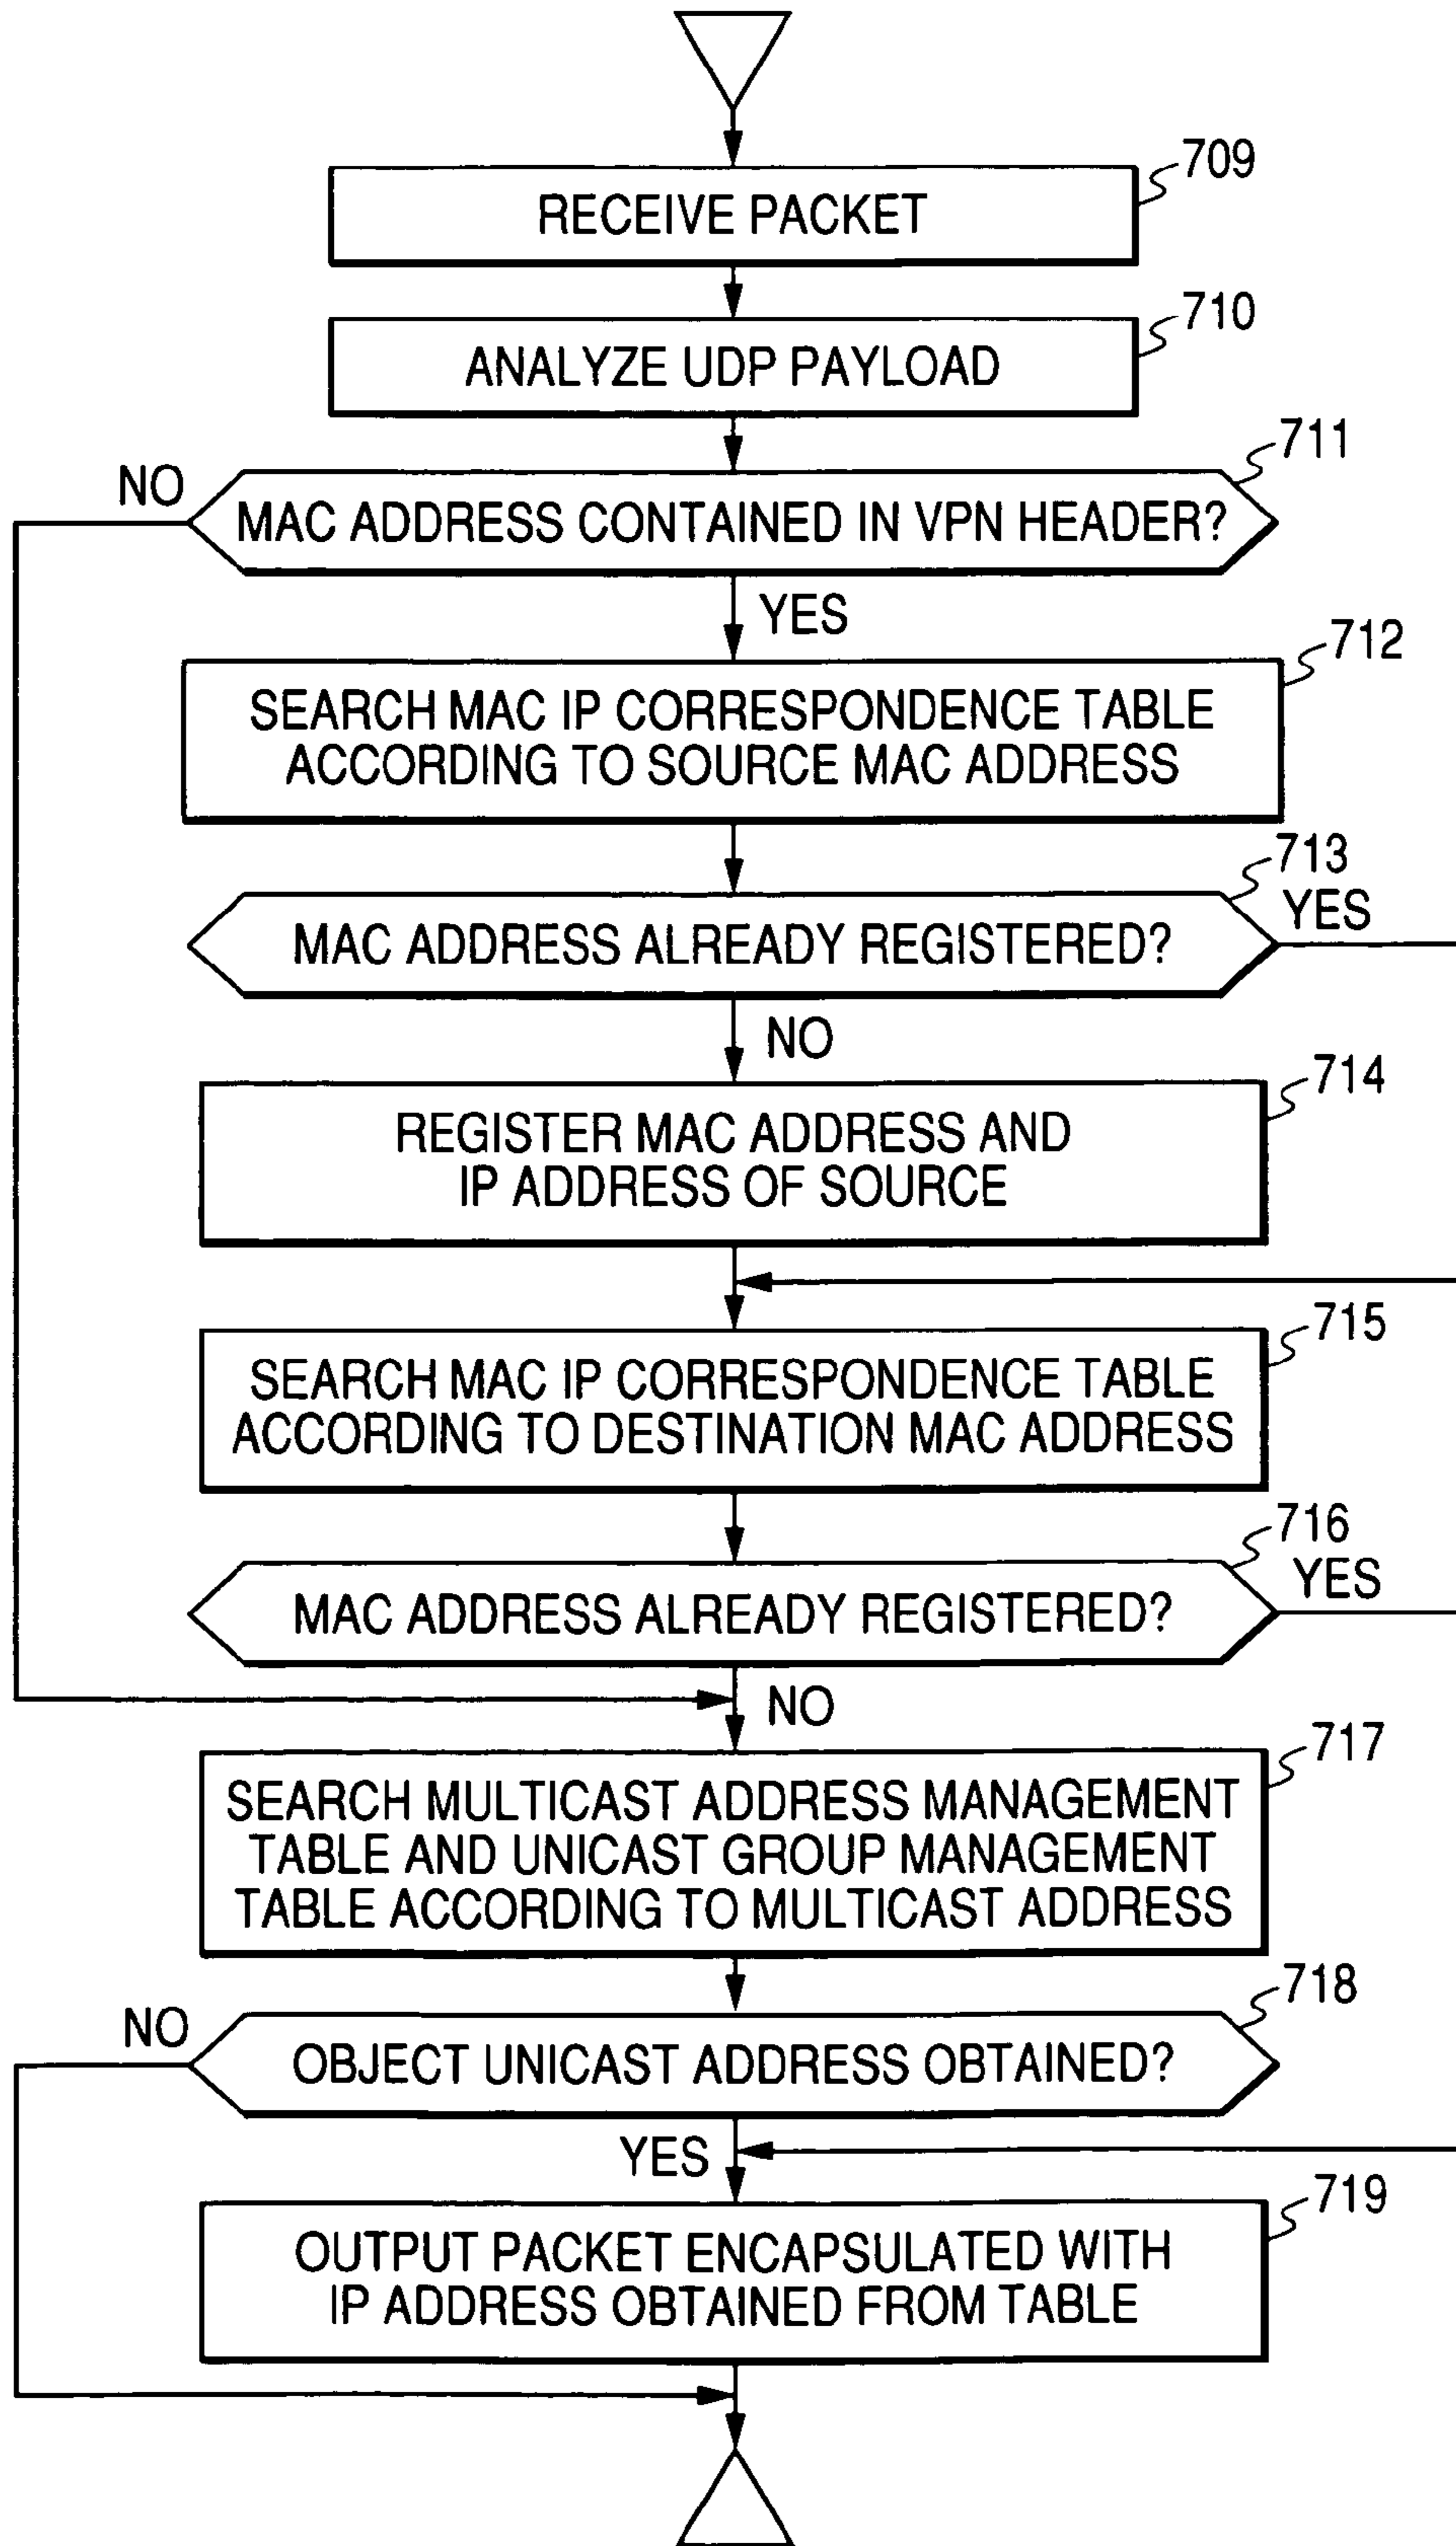 709
RECEIVE PACKET
710
ANALYZE UDP PAYLOAD
711
NO
MAC ADDRESS CONTAINED IN VPN HEADER?
YES
712
SEARCH MAC IP CORRESPONDENCE TABLE
ACCORDING TO SOURCE MAC ADDRESS
713
YES
MAC ADDRESS ALREADY REGISTERED?
NO
714
REGISTER MAC ADDRESS AND
IP ADDRESS OF SOURCE
715
SEARCH MAC IP CORRESPONDENCE TABLE
ACCORDING TO DESTINATION MAC ADDRESS
716
YES
MAC ADDRESS ALREADY REGISTERED?
NO
717
SEARCH MULTICAST ADDRESS MANAGEMENT
TABLE AND UNICAST GROUP MANAGEMENT
TABLE ACCORDING TO MULTICAST ADDRESS
718
NO
OBJECT UNICAST ADDRESS OBTAINED?
YES
719
OUTPUT PACKET ENCAPSULATED WITH
IP ADDRESS OBTAINED FROM TABLE